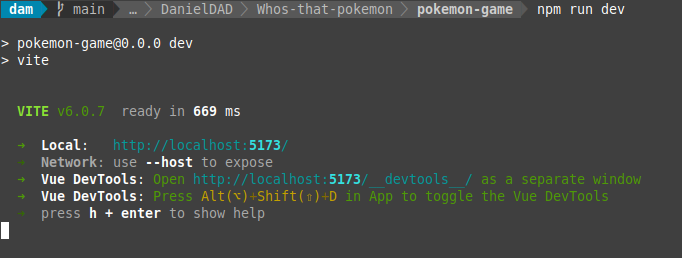 dam main … DanielDAD Whos-that-pokemon pokemon-game npm run dev
> pokemon-game@0.0.0 dev
> vite
VITE v6.0.7 ready in 669 ms
➜ Local: http://localhost:5173/
➜ Network: use --host to expose
➜ Vue DevTools: Open http://localhost:5173/__devtools__/ as a separate window
➜ Vue DevTools: Press Alt(⌥)+Shift(⇧)+D in App to toggle the Vue DevTools
➜ press h + enter to show help